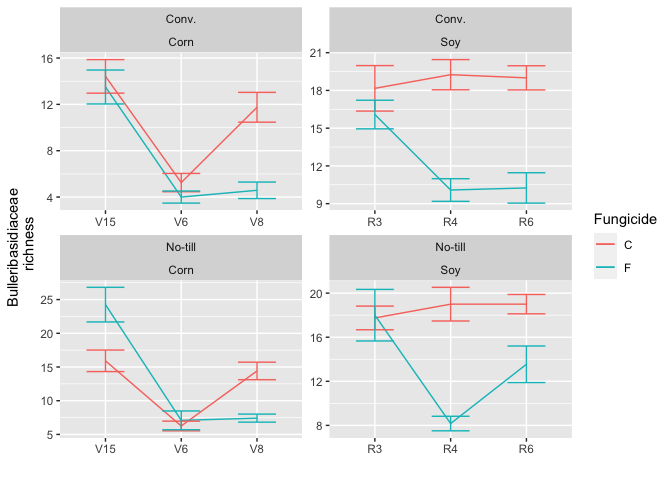 Conv.
Corn
Conv.
Soy
16
12
8
4
V15
V6
V8
21
18
15
12
9
R3
R4
R6
Bulleribasidiaceae
richness
No-till
Corn
No-till
Soy
25
20
15
10
5
V15
V6
V8
20
16
12
8
R3
R4
R6
Fungicide
C
F